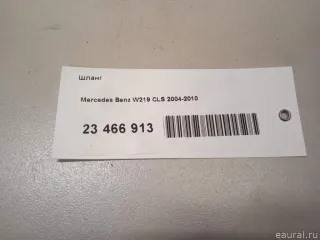 Шланг
Mercedes Benz W219 CLS 2004-2010
23 466 913
eaural.ru